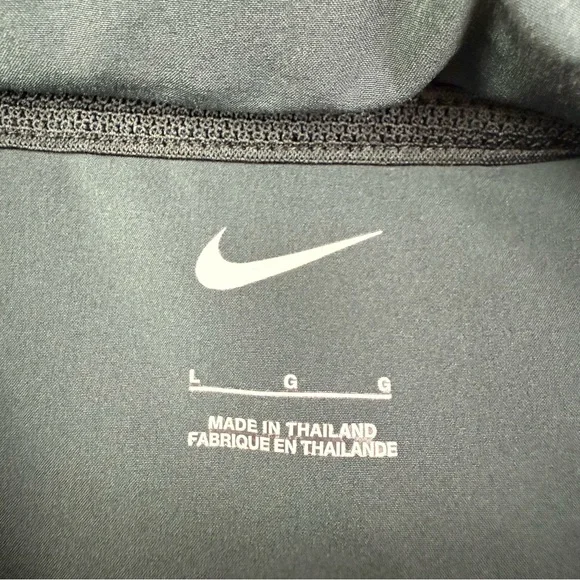 L G G
MADE IN THAILAND
FABRIQUE EN THAILANDE